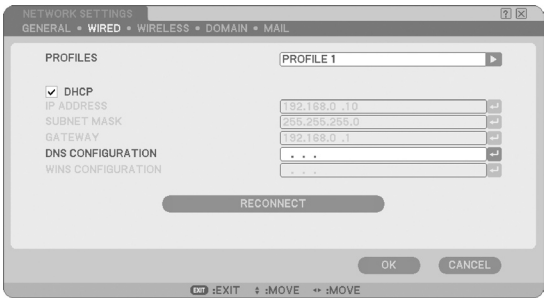 NETWORK SETTINGS
GENERAL • WIRED • WIRELESS • DOMAIN • MAIL
PROFILES PROFILE 1
DHCP
IP ADDRESS 192.168.0 .10
SUBNET MASK 255.255.255.0
GATEWAY 192.168.0 .1
DNS CONFIGURATION . . .
WINS CONFIGURATION . . .
RECONNECT
OK CANCEL
EXIT :EXIT :MOVE :MOVE